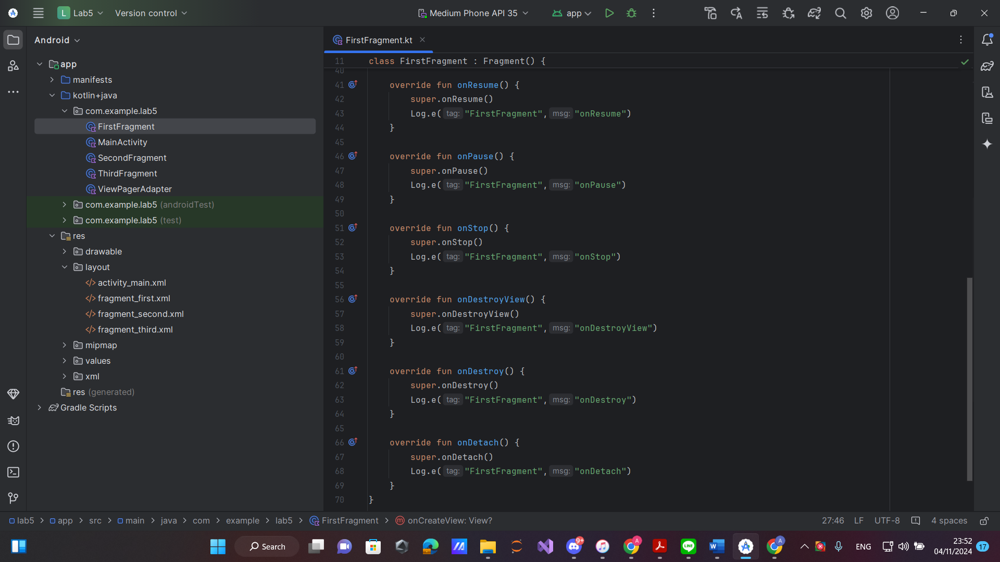 L Lab5 Version control Medium Phone API 35 app
Android
app
manifests
kotlin+java
com.example.lab5
FirstFragment
MainActivity
SecondFragment
ThirdFragment
ViewPagerAdapter
com.example.lab5 (androidTest)
com.example.lab5 (test)
res
drawable
layout
activity_main.xml
fragment_first.xml
fragment_second.xml
fragment_third.xml
mipmap
values
xml
res (generated)
Gradle Scripts
FirstFragment.kt
11 class FirstFragment : Fragment() {
40
41 override fun onResume() {
42 super.onResume()
43 Log.e( tag: "FirstFragment", msg: "onResume")
44 }
45
46 override fun onPause() {
47 super.onPause()
48 Log.e( tag: "FirstFragment", msg: "onPause")
49 }
50
51 override fun onStop() {
52 super.onStop()
53 Log.e( tag: "FirstFragment", msg: "onStop")
54 }
55
56 override fun onDestroyView() {
57 super.onDestroyView()
58 Log.e( tag: "FirstFragment", msg: "onDestroyView")
59 }
60
61 override fun onDestroy() {
62 super.onDestroy()
63 Log.e( tag: "FirstFragment", msg: "onDestroy")
64 }
65
66 override fun onDetach() {
67 super.onDetach()
68 Log.e( tag: "FirstFragment", msg: "onDetach")
69 }
70 }
lab5 > app > src > main > java > com > example > lab5 > FirstFragment > m onCreateView: View? 27:46 LF UTF-8 4 spaces
Search 9+ A LINE W A ENG 23:52
04/11/2024 17